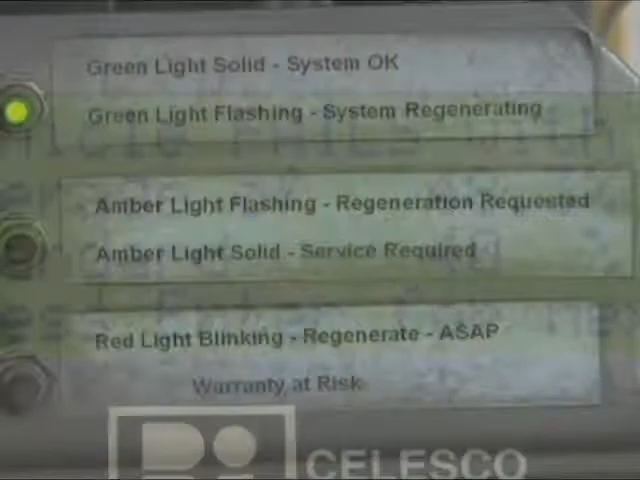 Green Light Solid - System OK
Green Light Flashing - System Regenerating
Amber Light Flashing - Regeneration Requested
Amber Light Solid - Service Required
Red Light Blinking - Regenerate - ASAP
Warranty at Risk
CELESCO